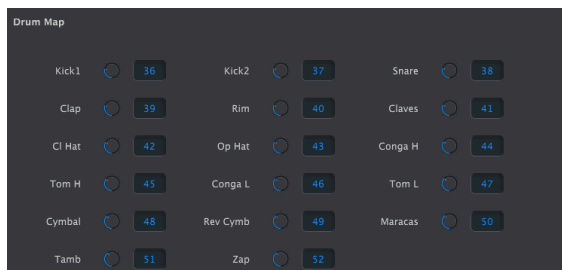 Drum Map
Kick1 36 Kick2 37 Snare 38
Clap 39 Rim 40 Claves 41
Cl Hat 42 Op Hat 43 Conga H 44
Tom H 45 Conga L 46 Tom L 47
Cymbal 48 Rev Cymb 49 Maracas 50
Tamb 51 Zap 52